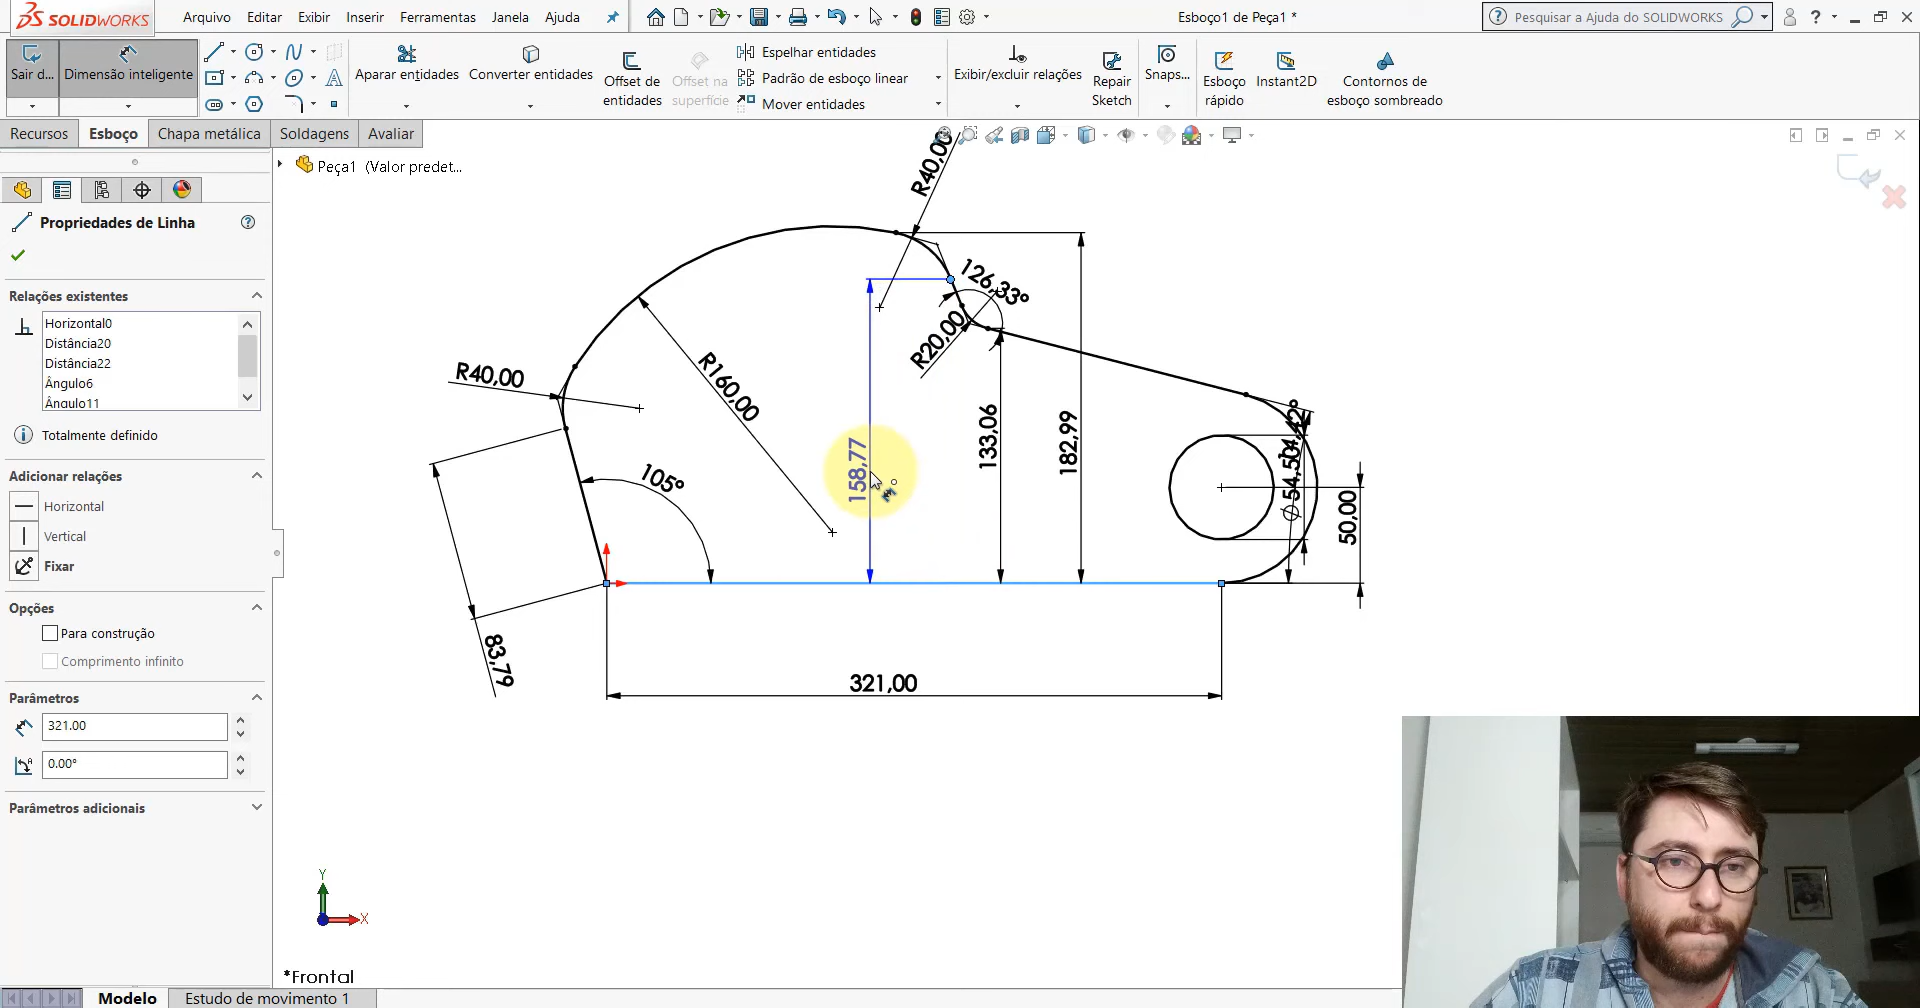 SOLIDWORKS
Arquivo Editar Exibir Inserir Ferramentas Janela Ajuda
Esboço1 de Peça1 *
Pesquisar a Ajuda do SOLIDWORKS
Sair d...
Dimensão inteligente
Aparar entidades
Converter entidades
Offset de entidades
Offset na superfície
Espelhar entidades
Padrão de esboço linear
Mover entidades
Exibir/excluir relações
Repair Sketch
Snaps...
Esboço rápido
Instant2D
Contornos de esboço sombreado
Recursos Esboço Chapa metálica Soldagens Avaliar
Peça1 (Valor predet...
Propriedades de Linha
Relações existentes
Horizontal0
Distância20
Distância22
Ângulo6
Ângulo11
Totalmente definido
Adicionar relações
Horizontal
Vertical
Fixar
Opções
Para construção
Comprimento infinito
Parâmetros
321.00
0.00°
Parâmetros adicionais
R40,00
126,33°
R20,00
R40,00
R160,00
105°
158,77
133,06
182,99
Ø 54,50
50,00
83,79
321,00
Y
X
*Frontal
Modelo Estudo de movimento 1